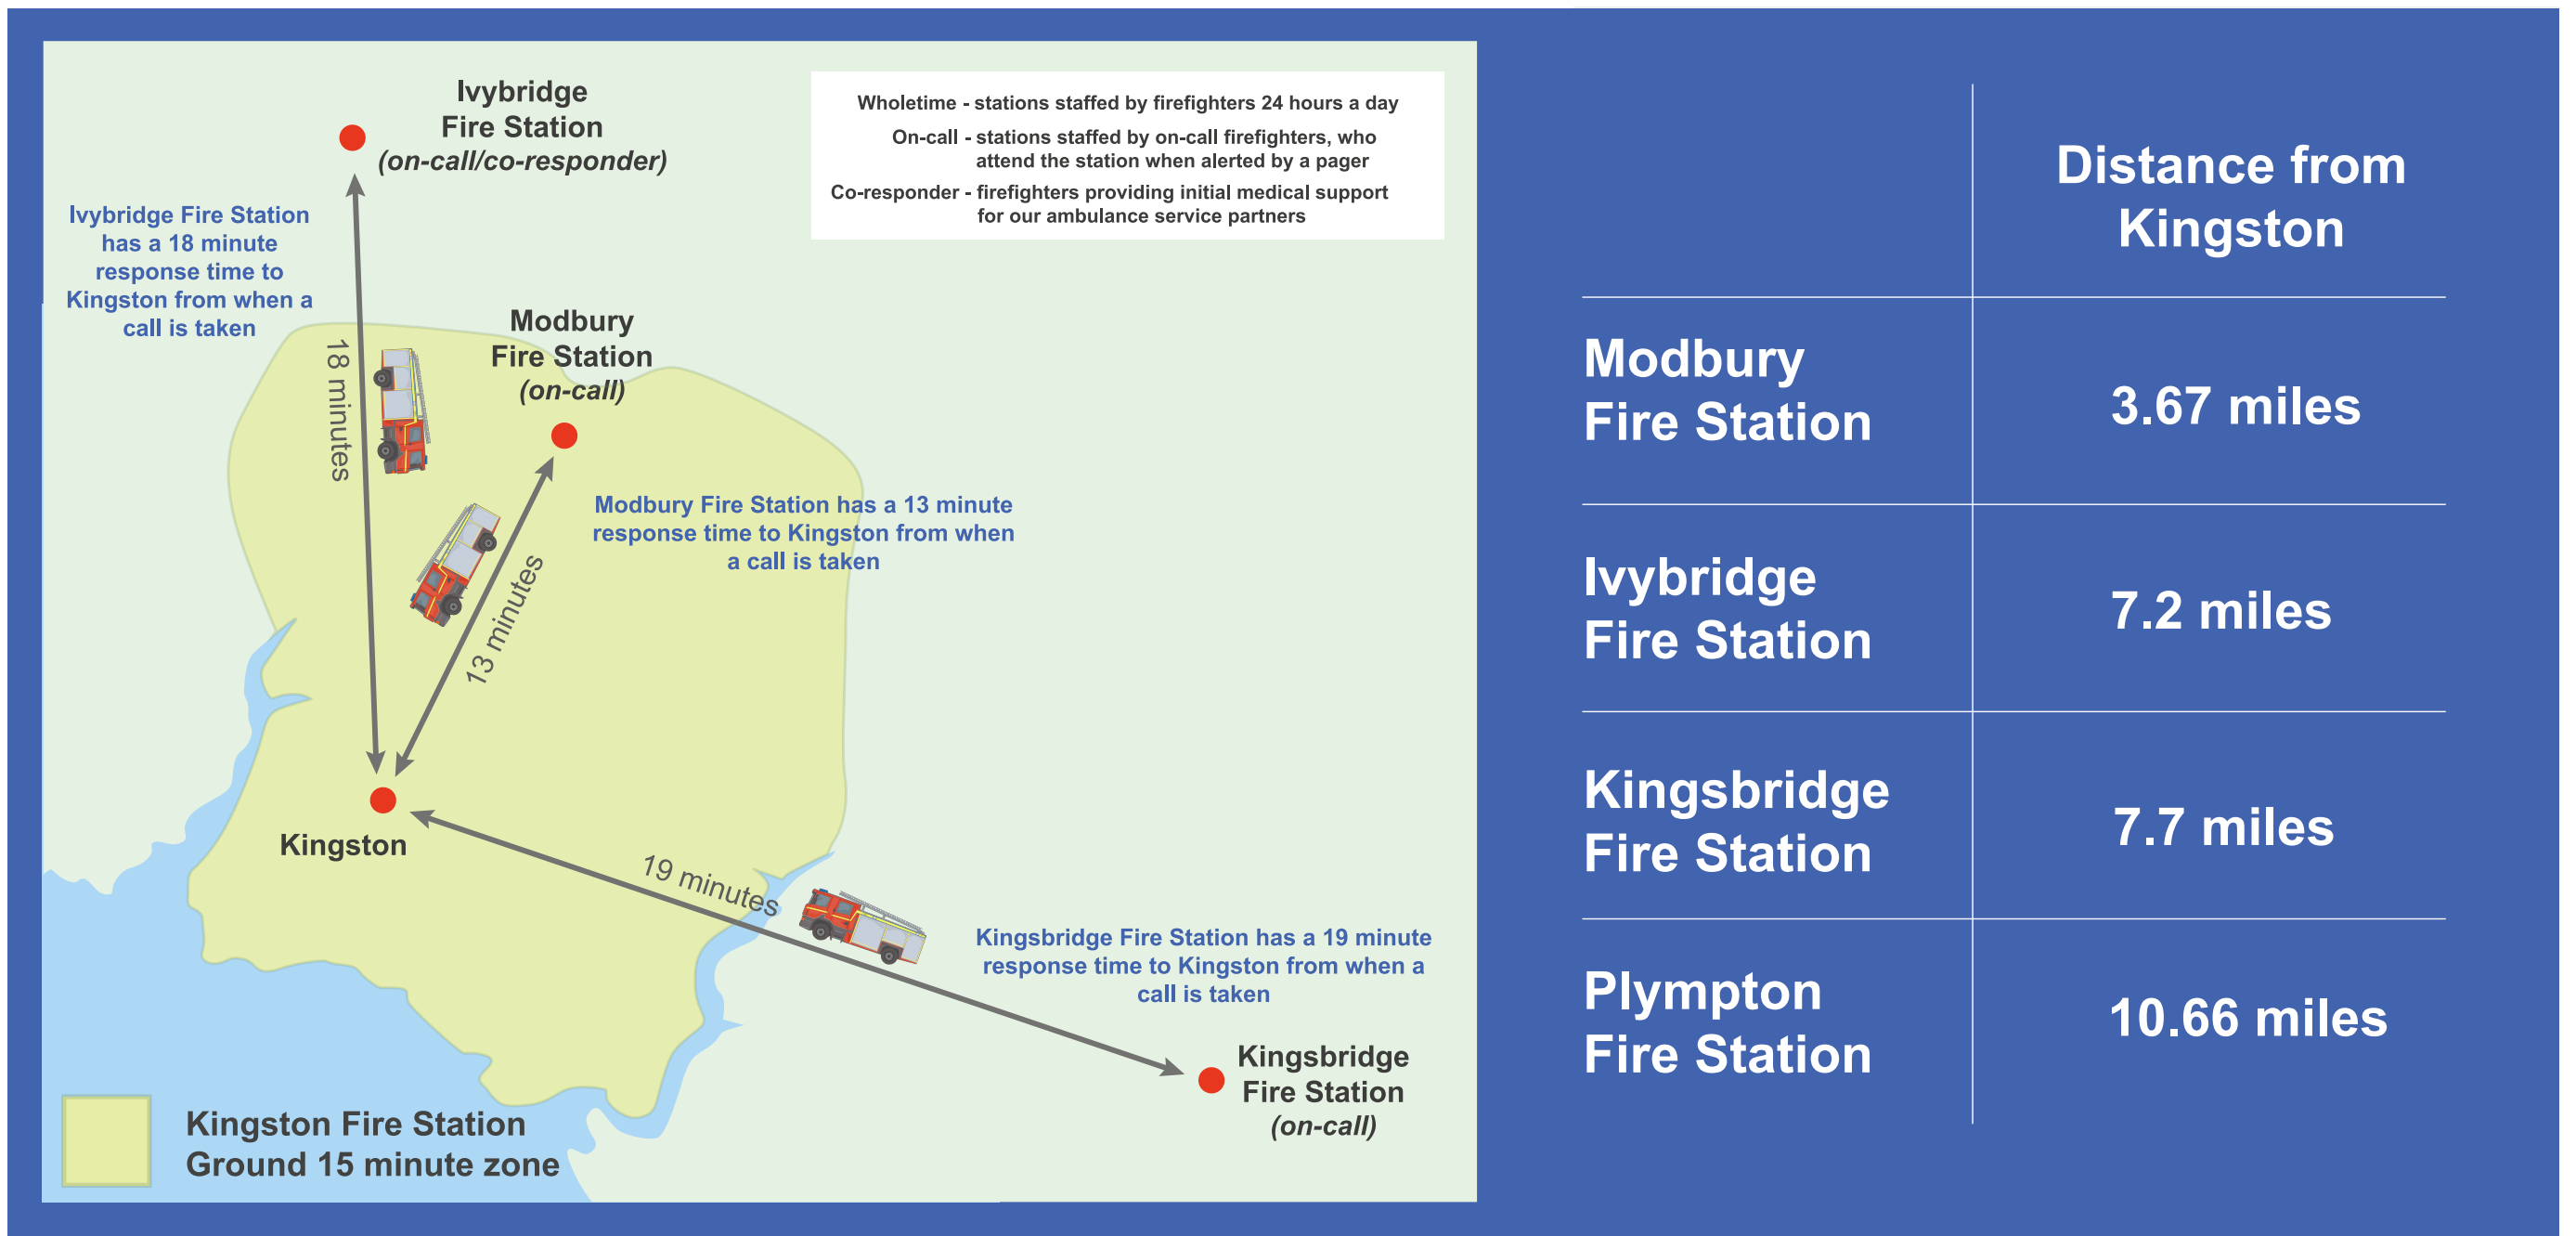 Ivybridge
Fire Station
(on-call/co-responder)
Wholetime - stations staffed by firefighters 24 hours a day
On-call - stations staffed by on-call firefighters, who
attend the station when alerted by a pager
Co-responder - firefighters providing initial medical support
for our ambulance service partners
Ivybridge Fire Station
has a 18 minute
response time to
Kingston from when a
call is taken
18 minutes
Modbury
Fire Station
(on-call)
Modbury Fire Station has a 13 minute
response time to Kingston from when
a call is taken
13 minutes
Kingston
19 minutes
Kingsbridge Fire Station has a 19 minute
response time to Kingston from when a
call is taken
Kingsbridge
Fire Station
(on-call)
Kingston Fire Station
Ground 15 minute zone
Distance from
Kingston
Modbury
Fire Station
3.67 miles
Ivybridge
Fire Station
7.2 miles
Kingsbridge
Fire Station
7.7 miles
Plympton
Fire Station
10.66 miles